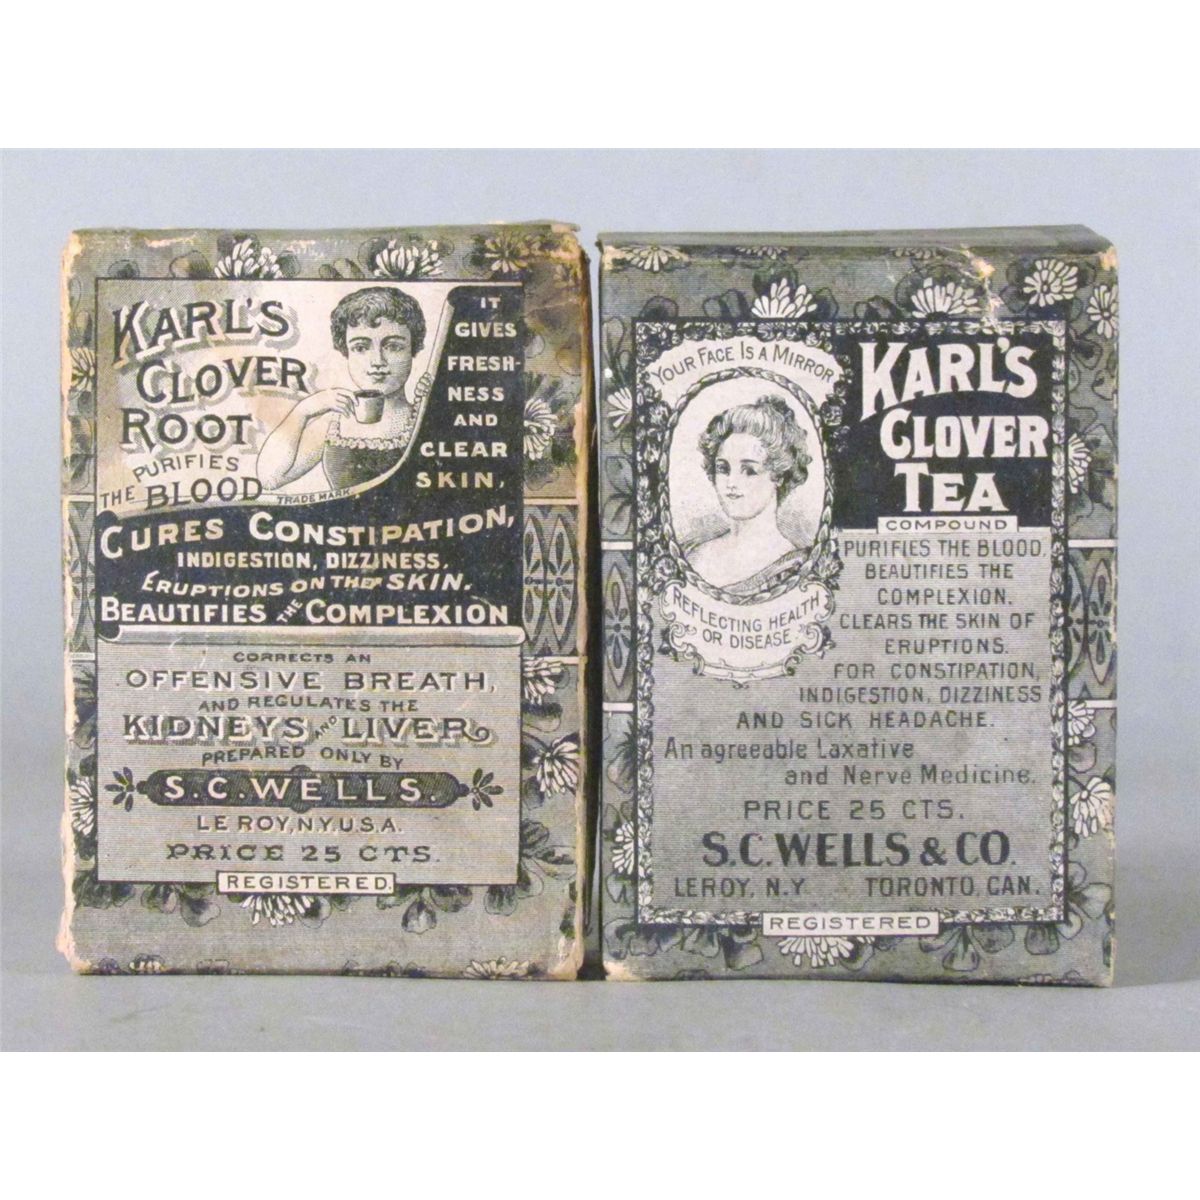 KARL'S
CLOVER
ROOT
PURIFIES
THE BLOOD
TRADE MARK
IT
GIVES
FRESH-
NESS
AND
CLEAR
SKIN,
CURES CONSTIPATION,
INDIGESTION, DIZZINESS,
ERUPTIONS ON THE SKIN.
BEAUTIFIES THE COMPLEXION
CORRECTS AN
OFFENSIVE BREATH,
AND REGULATES THE
KIDNEYS AND LIVER
PREPARED ONLY BY
S.C.WELLS.
LE ROY, N.Y. U.S.A.
PRICE 25 CTS.
REGISTERED.
YOUR FACE IS A MIRROR
REFLECTING HEALTH
OR DISEASE
KARL'S
CLOVER
TEA
COMPOUND
PURIFIES THE BLOOD.
BEAUTIFIES THE
COMPLEXION.
CLEARS THE SKIN OF
ERUPTIONS.
FOR CONSTIPATION,
INDIGESTION, DIZZINESS
AND SICK HEADACHE.
An agreeable Laxative
and Nerve Medicine.
PRICE 25 CTS.
S.C.WELLS & CO.
LEROY, N.Y TORONTO, CAN.
REGISTERED